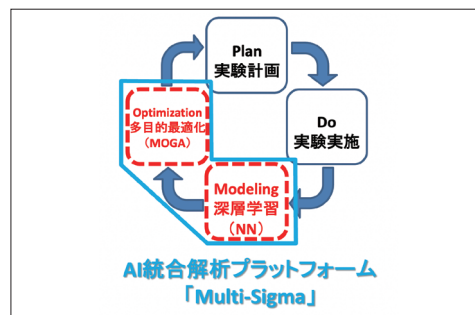 Plan
実験計画
Do
実験実施
Modeling
深層学習
(NN)
Optimization
多目的最適化
(MOGA)
AI統合解析プラットフォーム
「Multi-Sigma」